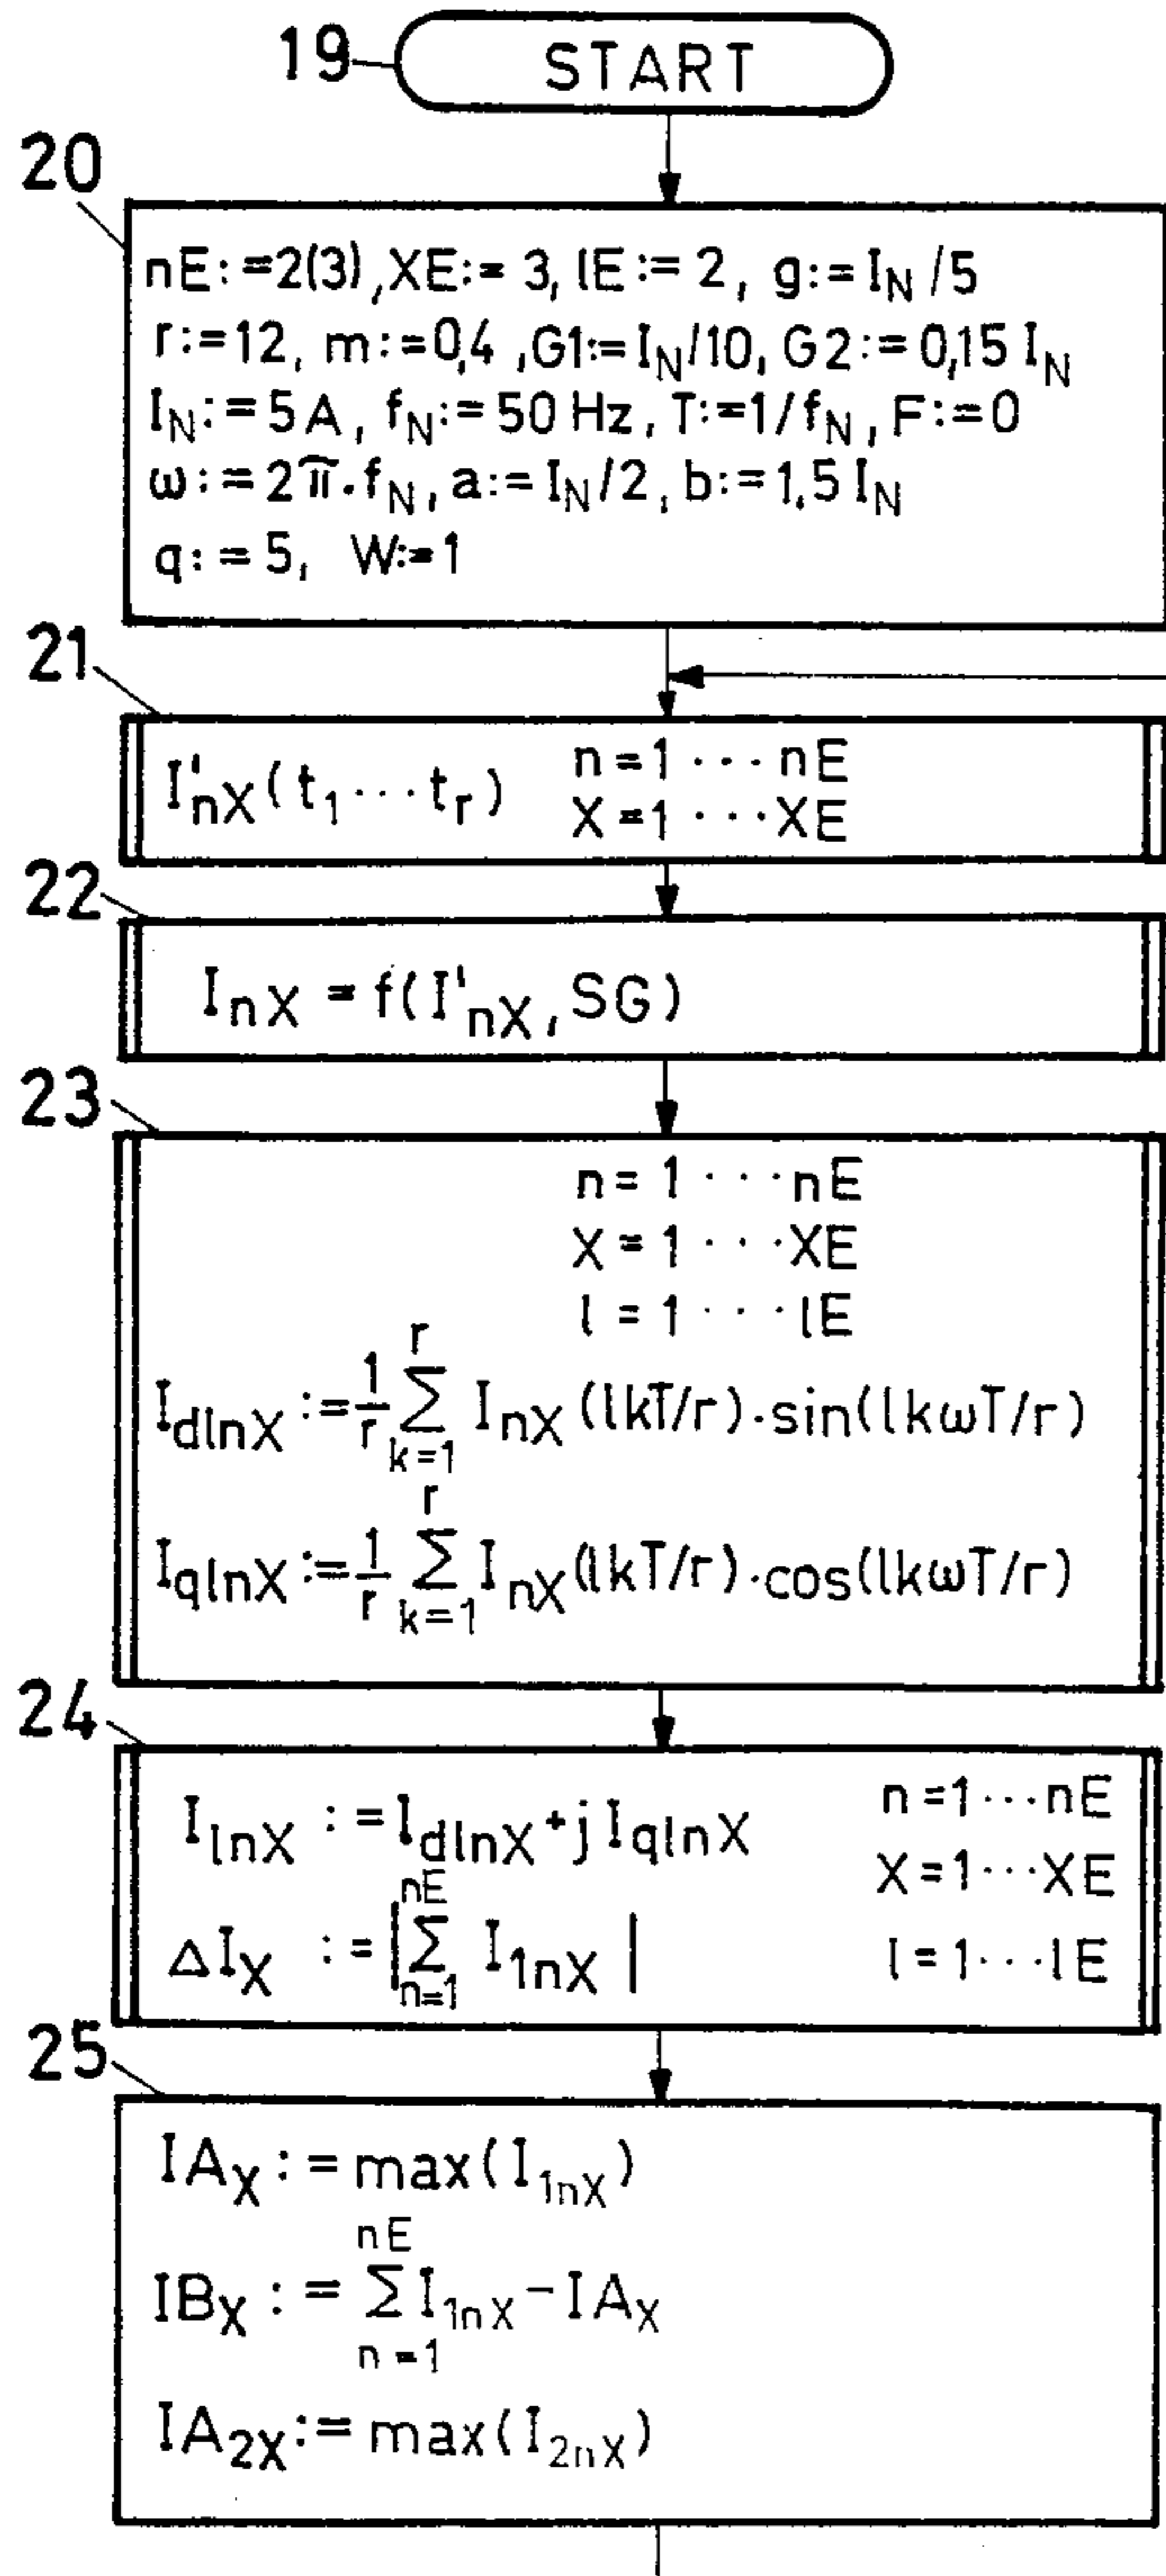 19 START
20
nE:=2(3), XE:=3, lE:=2, g:=I_N/5
r:=12, m:=0,4, G1:=I_N/10, G2:=0,15 I_N
I_N:=5A, f_N:=50 Hz, T:=1/f_N, F:=0
ω:=2π·f_N, a:=I_N/2, b:=1,5 I_N
q:=5, W:=1
21
I'_nX(t_1···t_r) n=1···nE
X=1···XE
22
I_nX = f(I'_nX, SG)
23
n=1···nE
X=1···XE
l=1···lE
I_dlnX := 1/r ∑_{k=1}^{r} I_nX(lkT/r)·sin(lkωT/r)
I_qlnX := 1/r ∑_{k=1}^{r} I_nX(lkT/r)·cos(lkωT/r)
24
I_lnX := I_dlnX + j I_qlnX n=1···nE
X=1···XE
ΔI_X := |∑_{n=1}^{nE} I_1nX| l=1···lE
25
IA_X := max(I_1nX)
IB_X := ∑_{n=1}^{nE} I_1nX - IA_X
IA_2X := max(I_2nX)